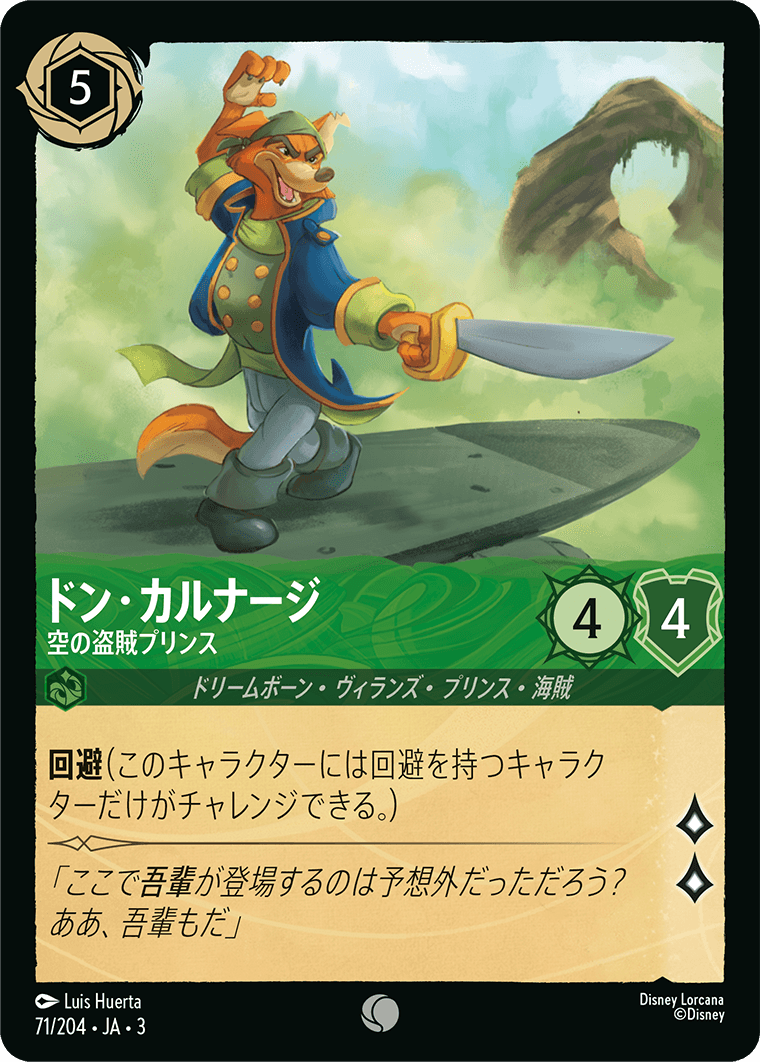 5
ドン・カルナージ
空の盗賊プリンス
4
4
ドリームボーン・ヴィランズ・プリンス・海賊
回避(このキャラクターには回避を持つキャラク
ターだけがチャレンジできる。)
「ここで吾輩が登場するのは予想外だっただろう?
ああ、吾輩もだ」
Luis Huerta
71/204・JA・3
Disney Lorcana
©Disney